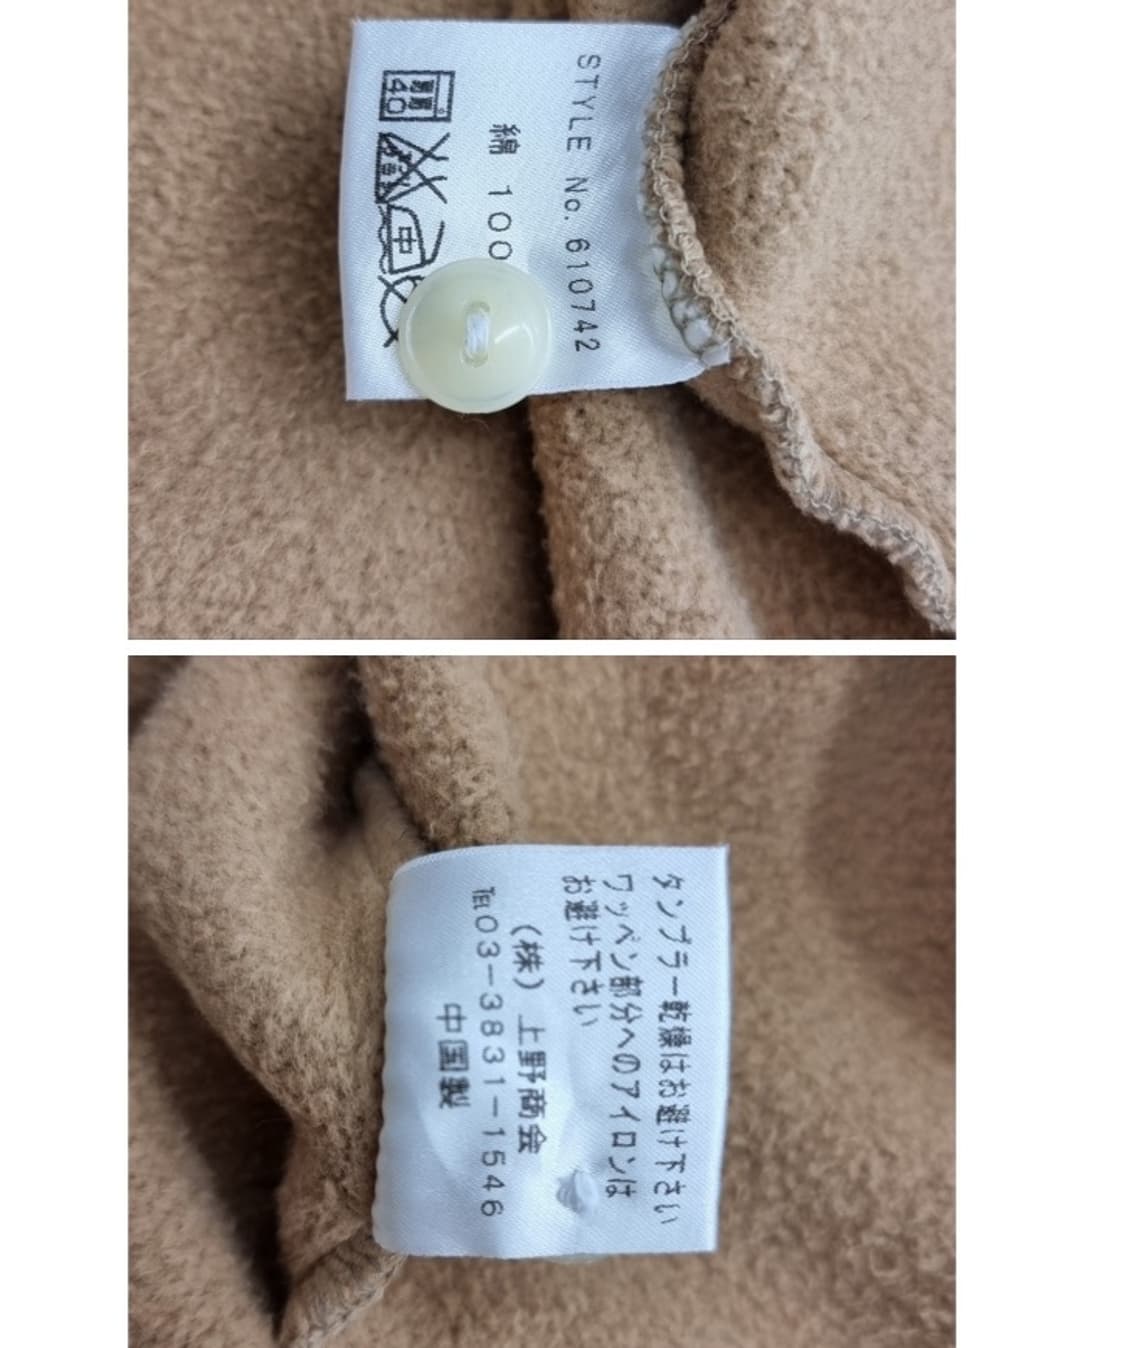 STYLE No. 610742
綿 100
40
中
タンブラー乾燥はお避け下さい
ワッペン部分へのアイロンは
お避け下さい
(株) 上野商会
℡03-3831-1546
中国製